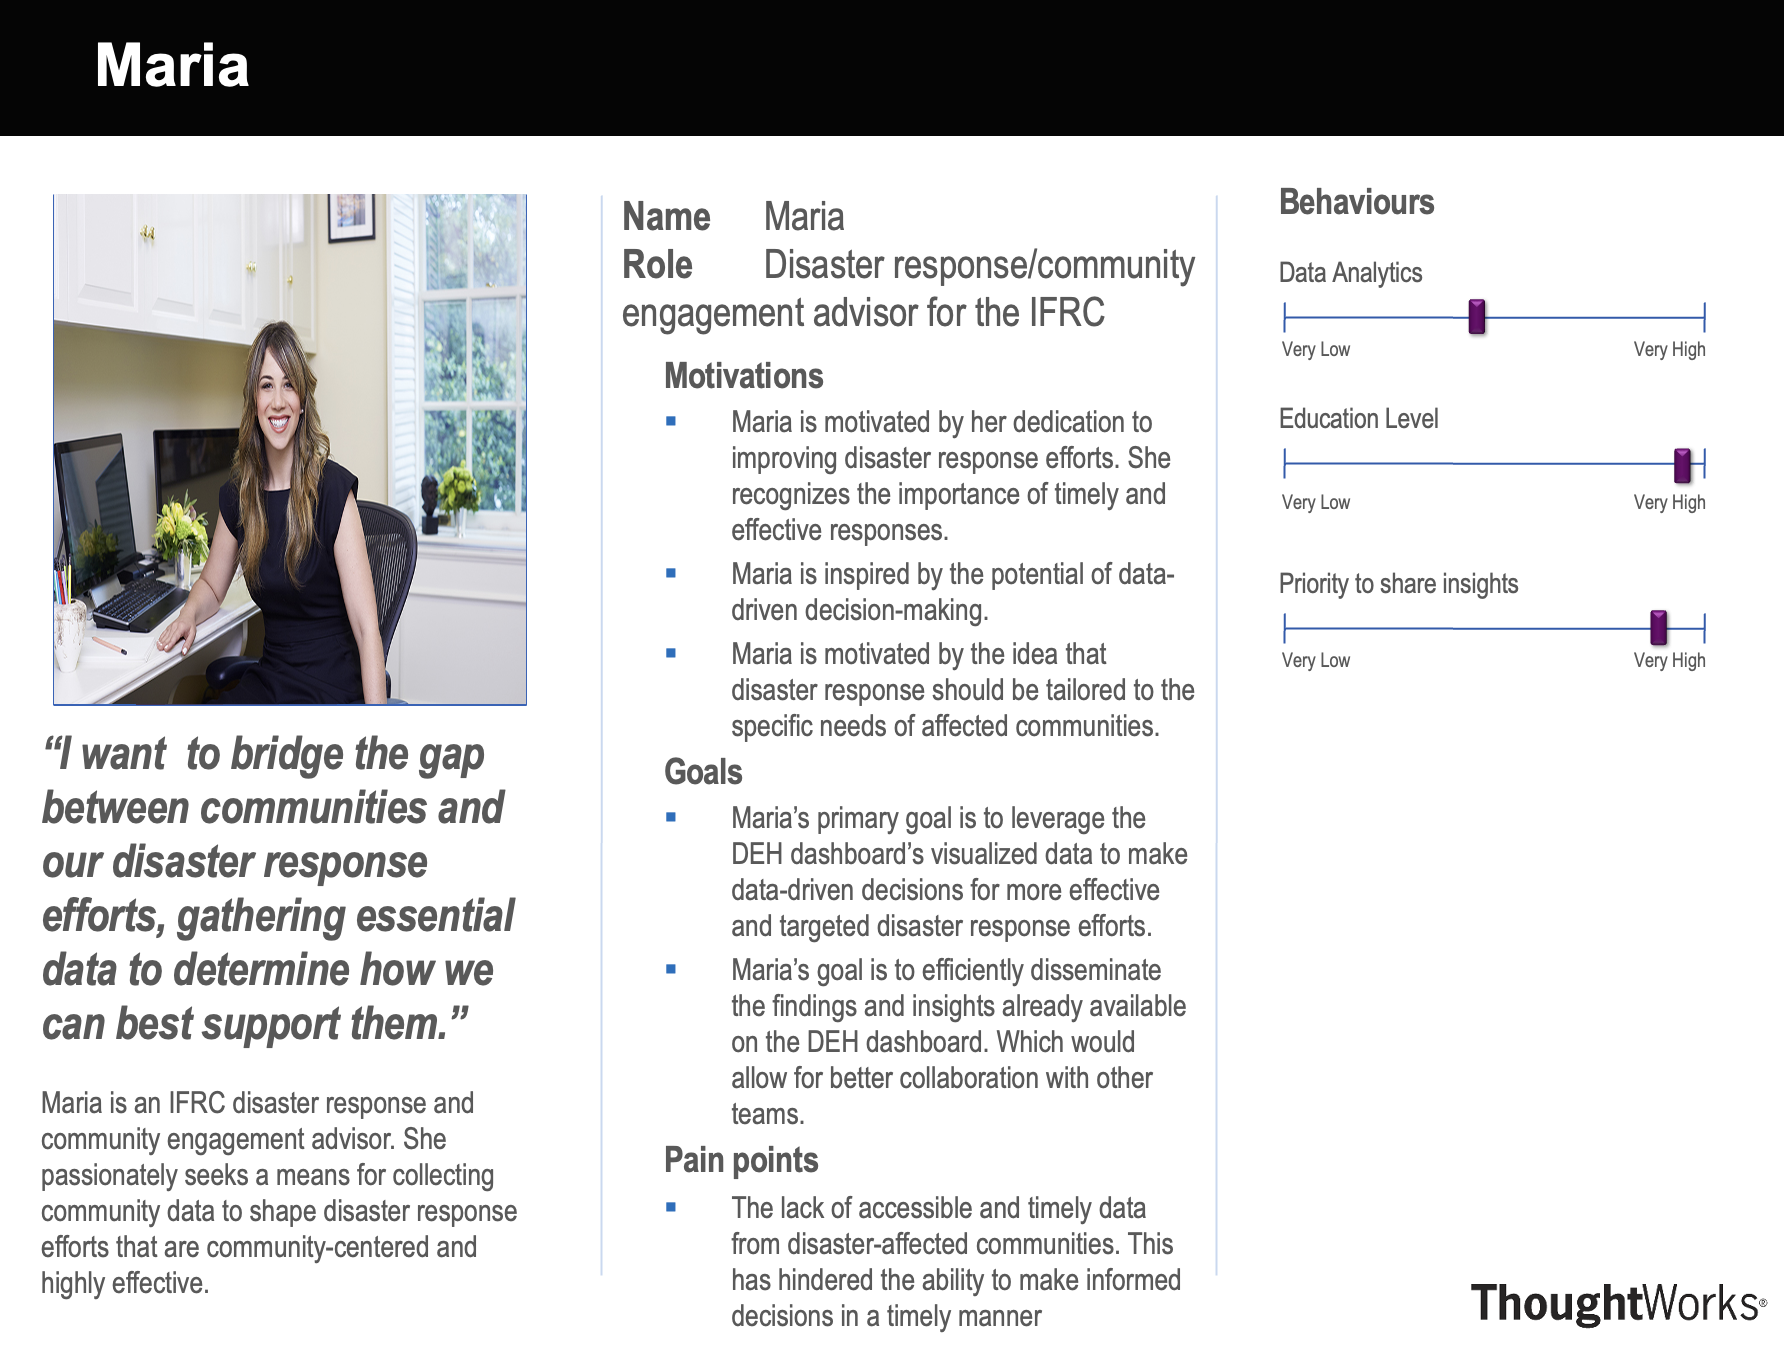 Maria
“I want  to bridge the gap
between communities and
our disaster response
efforts, gathering essential
data to determine how we
can best support them.”
Maria is an IFRC disaster response and
community engagement advisor. She
passionately seeks a means for collecting
community data to shape disaster response
efforts that are community-centered and
highly effective.
Name Maria
Role Disaster response/community
engagement advisor for the IFRC
Motivations
Maria is motivated by her dedication to
improving disaster response efforts. She
recognizes the importance of timely and
effective responses.
Maria is inspired by the potential of data-
driven decision-making.
Maria is motivated by the idea that
disaster response should be tailored to the
specific needs of affected communities.
Goals
Maria’s primary goal is to leverage the
DEH dashboard’s visualized data to make
data-driven decisions for more effective
and targeted disaster response efforts.
Maria’s goal is to efficiently disseminate
the findings and insights already available
on the DEH dashboard. Which would
allow for better collaboration with other
teams.
Pain points
The lack of accessible and timely data
from disaster-affected communities. This
has hindered the ability to make informed
decisions in a timely manner
Behaviours
Data Analytics
Very Low Very High
Education Level
Very Low Very High
Priority to share insights
Very Low Very High
ThoughtWorks®